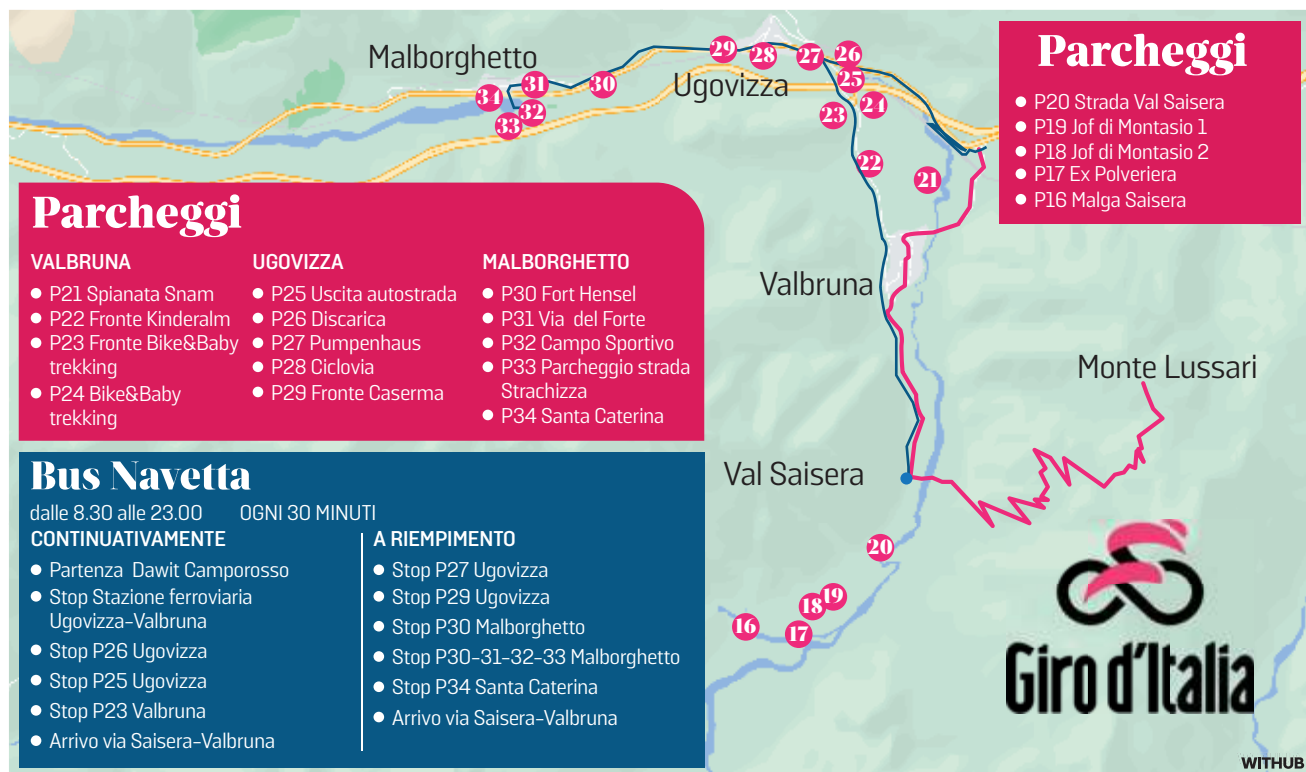 Malborghetto
Ugovizza
Valbruna
Val Saisera
Monte Lussari
34
31
30
32
33
29
28
27
26
25
24
23
22
21
20
19
18
17
16
Parcheggi
P20 Strada Val Saisera
P19 Jof di Montasio 1
P18 Jof di Montasio 2
P17 Ex Polveriera
P16 Malga Saisera
Parcheggi
VALBRUNA
P21 Spianata Snam
P22 Fronte Kinderalm
P23 Fronte Bike&Baby
trekking
P24 Bike&Baby
trekking
UGOVIZZA
P25 Uscita autostrada
P26 Discarica
P27 Pumpenhaus
P28 Ciclovia
P29 Fronte Caserma
MALBORGHETTO
P30 Fort Hensel
P31 Via del Forte
P32 Campo Sportivo
P33 Parcheggio strada
Strachizza
P34 Santa Caterina
Bus Navetta
dalle 8.30 alle 23.00 OGNI 30 MINUTI
CONTINUATIVAMENTE
Partenza Dawit Camporosso
Stop Stazione ferroviaria
Ugovizza-Valbruna
Stop P26 Ugovizza
Stop P25 Ugovizza
Stop P23 Valbruna
Arrivo via Saisera-Valbruna
A RIEMPIMENTO
Stop P27 Ugovizza
Stop P29 Ugovizza
Stop P30 Malborghetto
Stop P30-31-32-33 Malborghetto
Stop P34 Santa Caterina
Arrivo via Saisera-Valbruna
Giro d'Italia
WITHUB